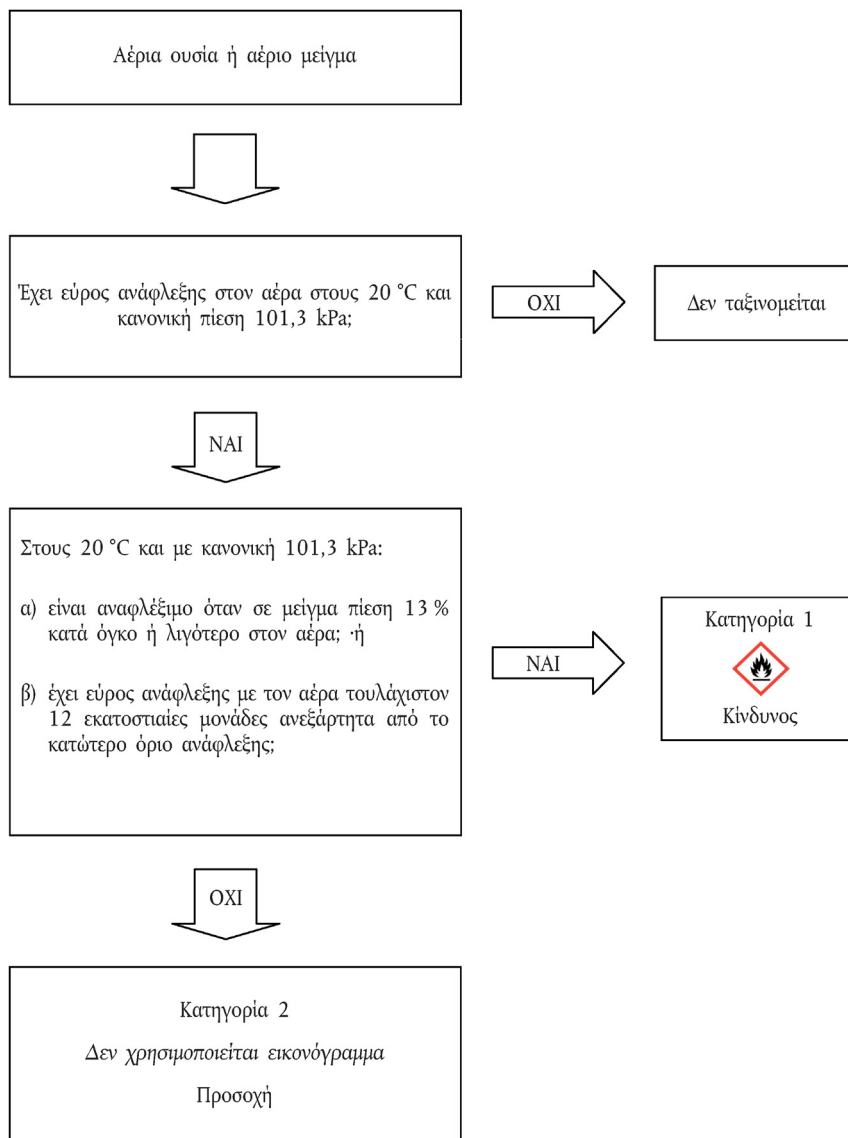 Αέρια ουσία ή αέριο μείγμα
Έχει εύρος ανάφλεξης στον αέρα στους 20 °C και
κανονική πίεση 101,3 kPa;
ΟΧΙ
Δεν ταξινομείται
ΝΑΙ
Στους 20 °C και με κανονική 101,3 kPa:
α) είναι αναφλέξιμο όταν σε μείγμα πίεση 13 %
κατά όγκο ή λιγότερο στον αέρα; ·ή
β) έχει εύρος ανάφλεξης με τον αέρα τουλάχιστον
12 εκατοστιαίες μονάδες ανεξάρτητα από το
κατώτερο όριο ανάφλεξης;
ΝΑΙ
Κατηγορία 1
Κίνδυνος
ΟΧΙ
Κατηγορία 2
Δεν χρησιμοποιείται εικονόγραμμα
Προσοχή